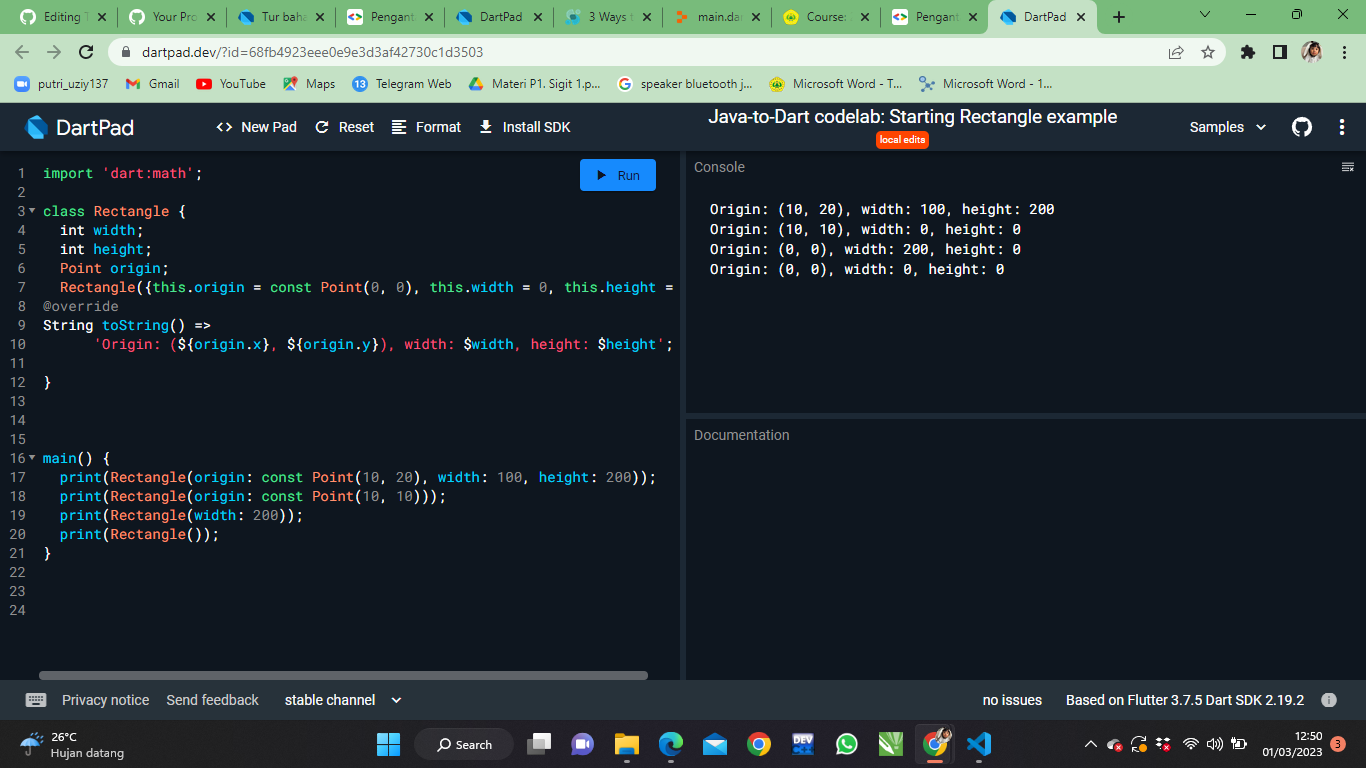 Editing
Your Pro
Tur baha
Pengant
DartPad
3 Ways t
main.da
Course:
Pengant
DartPad
dartpad.dev/?id=68fb4923eee0e9e3d3af42730c1d3503
putri_uziy137
Gmail
YouTube
Maps
13
Telegram Web
Materi P1. Sigit 1.p...
speaker bluetooth j...
Microsoft Word - T...
Microsoft Word - 1...
DartPad
<> New Pad
Reset
Format
Install SDK
Java-to-Dart codelab: Starting Rectangle example
local edits
Samples
Run
1 import 'dart:math';
2
3 class Rectangle {
4 int width;
5 int height;
6 Point origin;
7 Rectangle({this.origin = const Point(0, 0), this.width = 0, this.height =
8 @override
9 String toString() =>
10 'Origin: (${origin.x}, ${origin.y}), width: $width, height: $height';
11
12 }
13
14
15
16 main() {
17 print(Rectangle(origin: const Point(10, 20), width: 100, height: 200));
18 print(Rectangle(origin: const Point(10, 10)));
19 print(Rectangle(width: 200));
20 print(Rectangle());
21 }
22
23
24
Console
Origin: (10, 20), width: 100, height: 200
Origin: (10, 10), width: 0, height: 0
Origin: (0, 0), width: 200, height: 0
Origin: (0, 0), width: 0, height: 0
Documentation
Privacy notice
Send feedback
stable channel
no issues
Based on Flutter 3.7.5 Dart SDK 2.19.2
26°C
Hujan datang
Search
DEV
12:50
01/03/2023
3